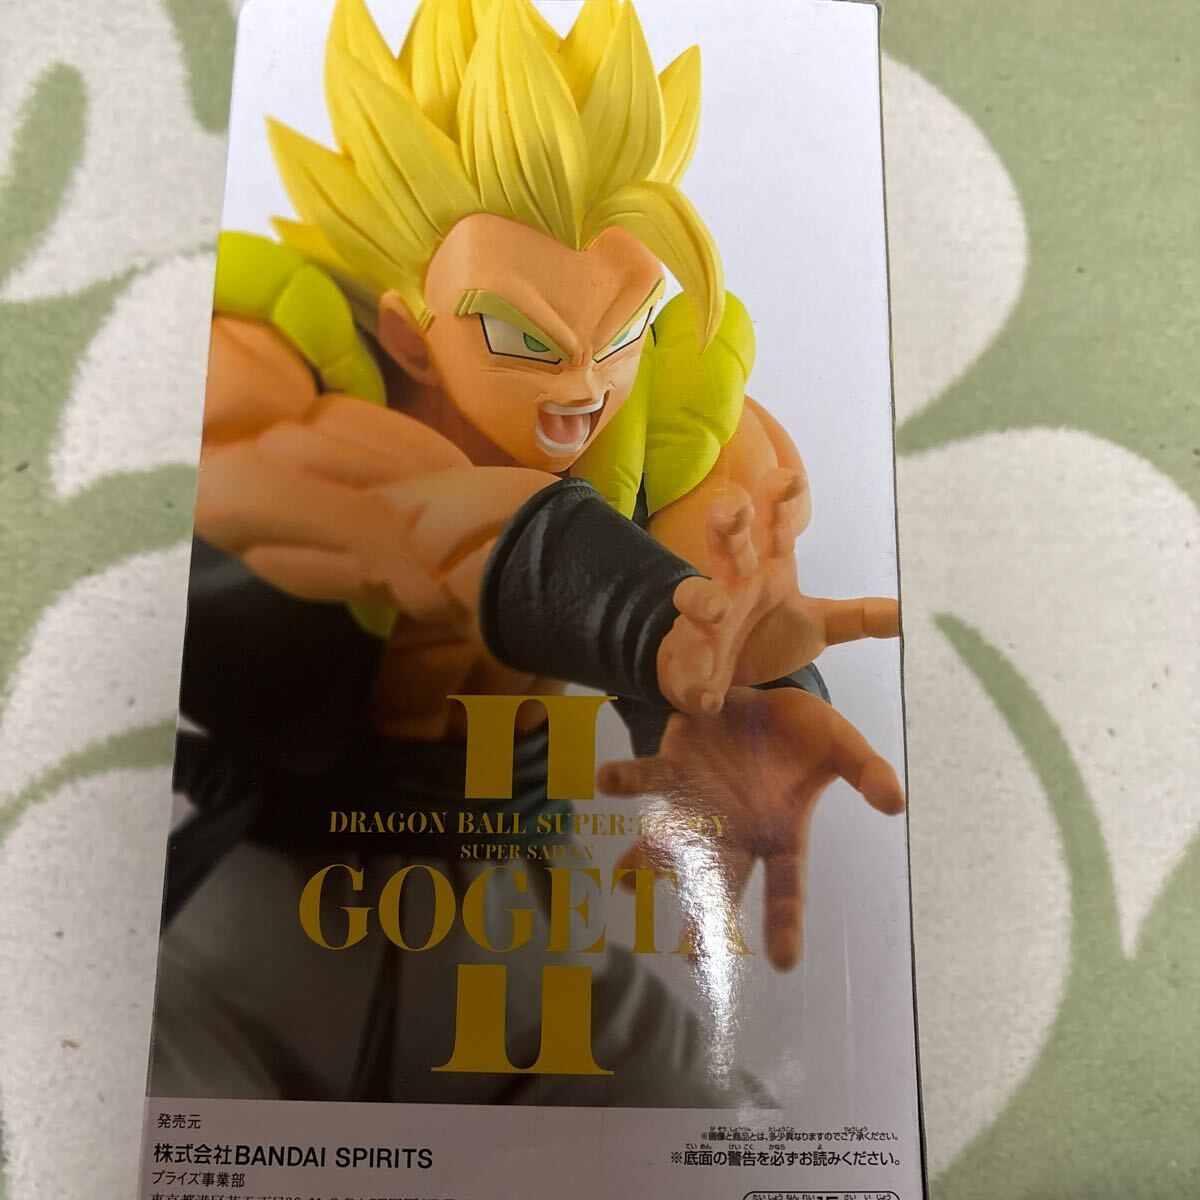 II
DRAGON BALL SUPER:
SUPER SAIYAN
GOGETA
発売元
株式会社BANDAI SPIRITS
プライズ事業部
※画像と商品とは、多少異なりますのでご了承ください。
※底面の警告を必ずお読みください。